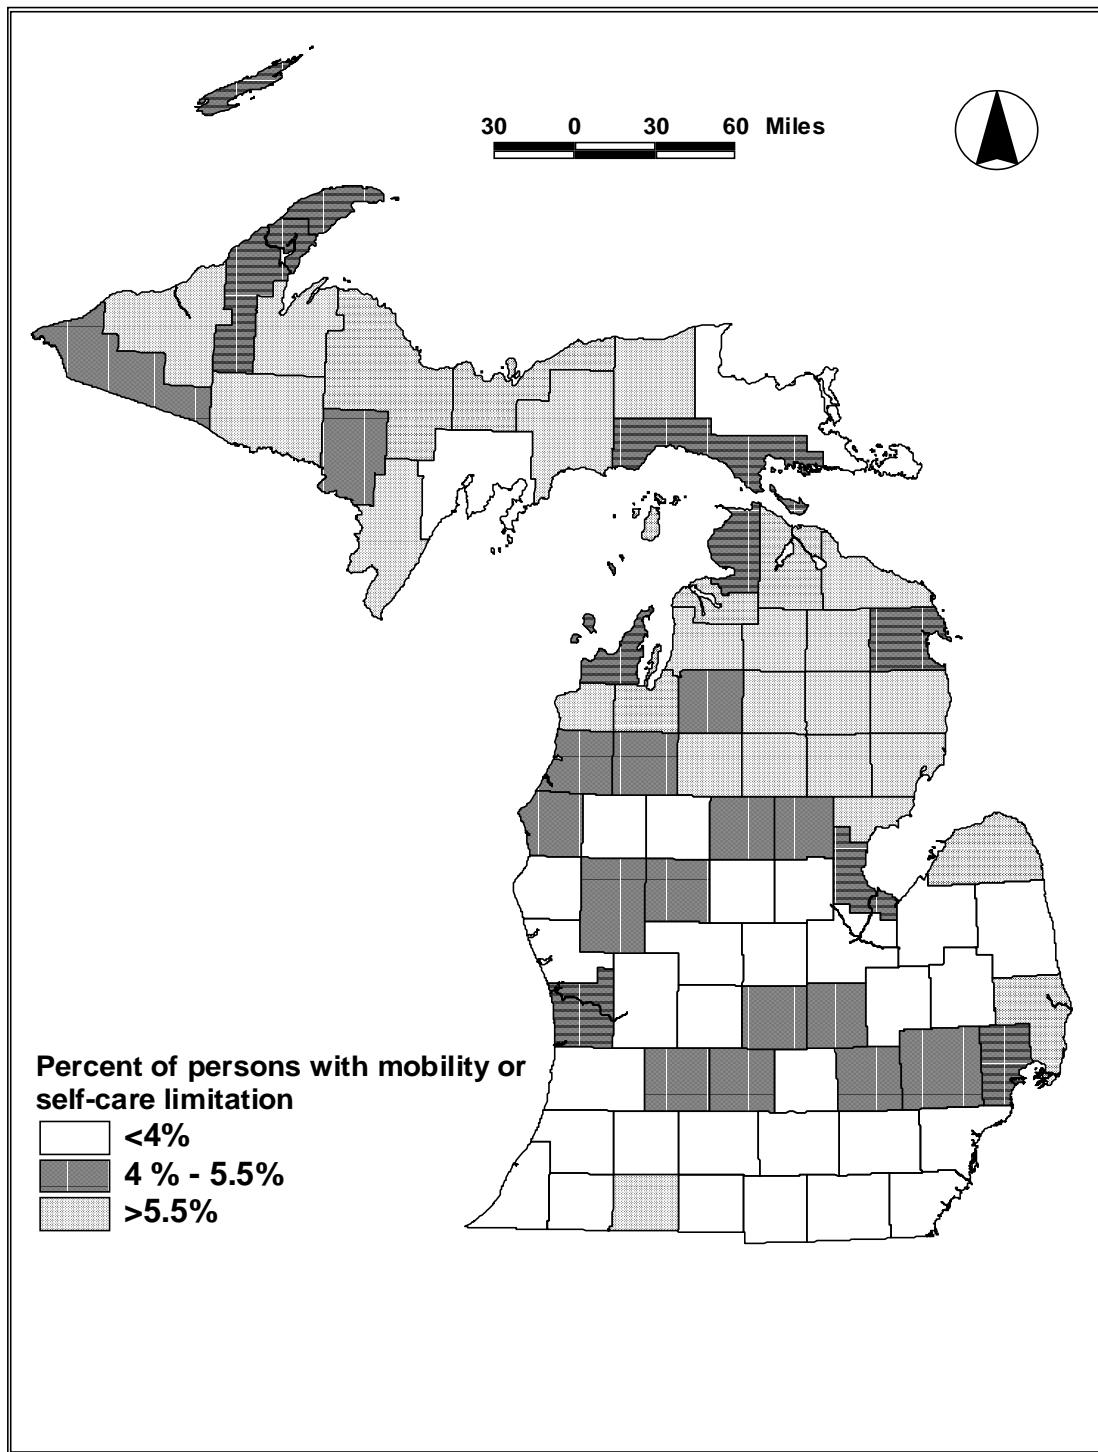 30 0 30 60 Miles
Percent of persons with mobility or
self-care limitation
<4%
4 % - 5.5%
>5.5%